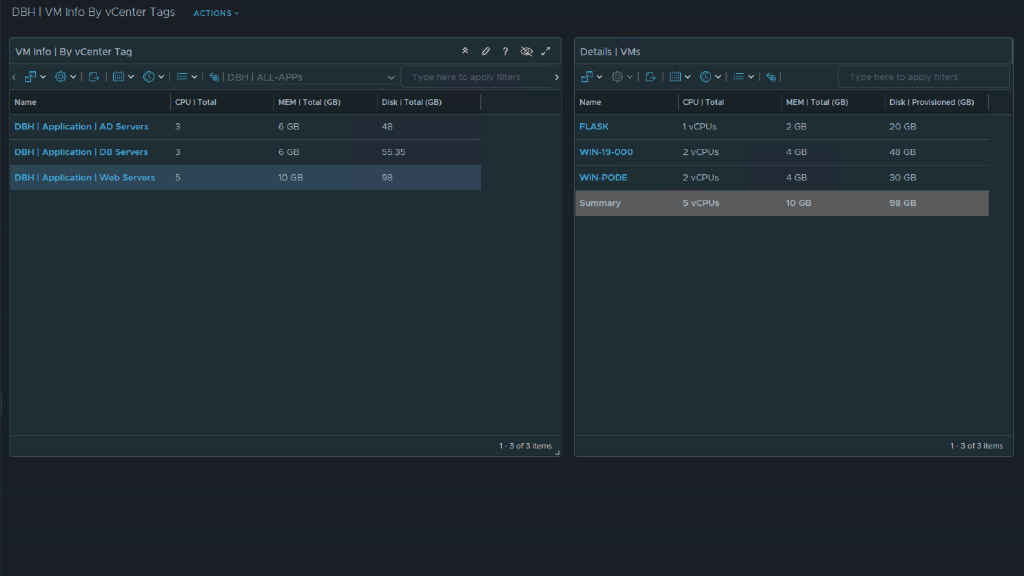 DBH | VM Info By vCenter Tags ACTIONS
VM Info | By vCenter Tag ?
DBH | ALL-APPs Type here to apply filters
Name CPU | Total MEM | Total (GB) Disk | Total (GB)
DBH | Application | AD Servers 3 6 GB 48
DBH | Application | DB Servers 3 6 GB 55.35
DBH | Application | Web Servers 5 10 GB 98
1 - 3 of 3 items
Details | VMs
Type here to apply filters
Name CPU | Total MEM | Total (GB) Disk | Provisioned (GB)
FLASK 1 vCPUs 2 GB 20 GB
WIN-19-000 2 vCPUs 4 GB 48 GB
WIN-PODE 2 vCPUs 4 GB 30 GB
Summary 5 vCPUs 10 GB 98 GB
1 - 3 of 3 items